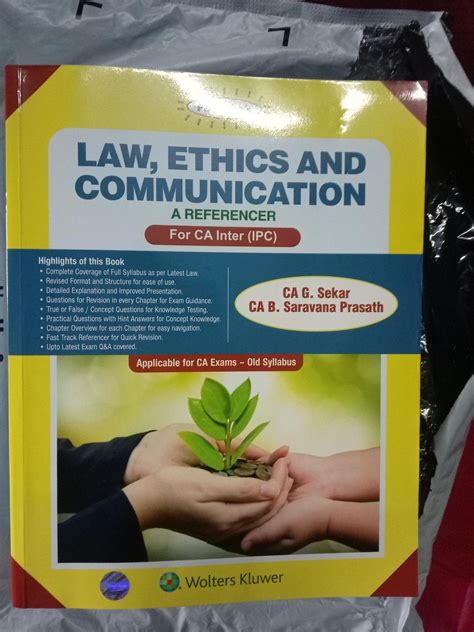 LAW, ETHICS AND
COMMUNICATION
A REFERENCER
For CA Inter (IPC)
Highlights of this Book
• Complete Coverage of Full Syllabus as per Latest Law.
• Revised Format and Structure for ease of use.
• Detailed Explanation and Improved Presentation.
• Questions for Revision in every Chapter for Exam Guidance.
• True or False / Concept Questions for Knowledge Testing.
• Practical Questions with Hint Answers for Concept Knowledge.
• Chapter Overview for each Chapter for easy navigation.
• Fast Track Referencer for Quick Revision.
• Upto Latest Exam Q&A covered.
CA G. Sekar
CA B. Saravana Prasath
Applicable for CA Exams ~ Old Syllabus
Wolters Kluwer